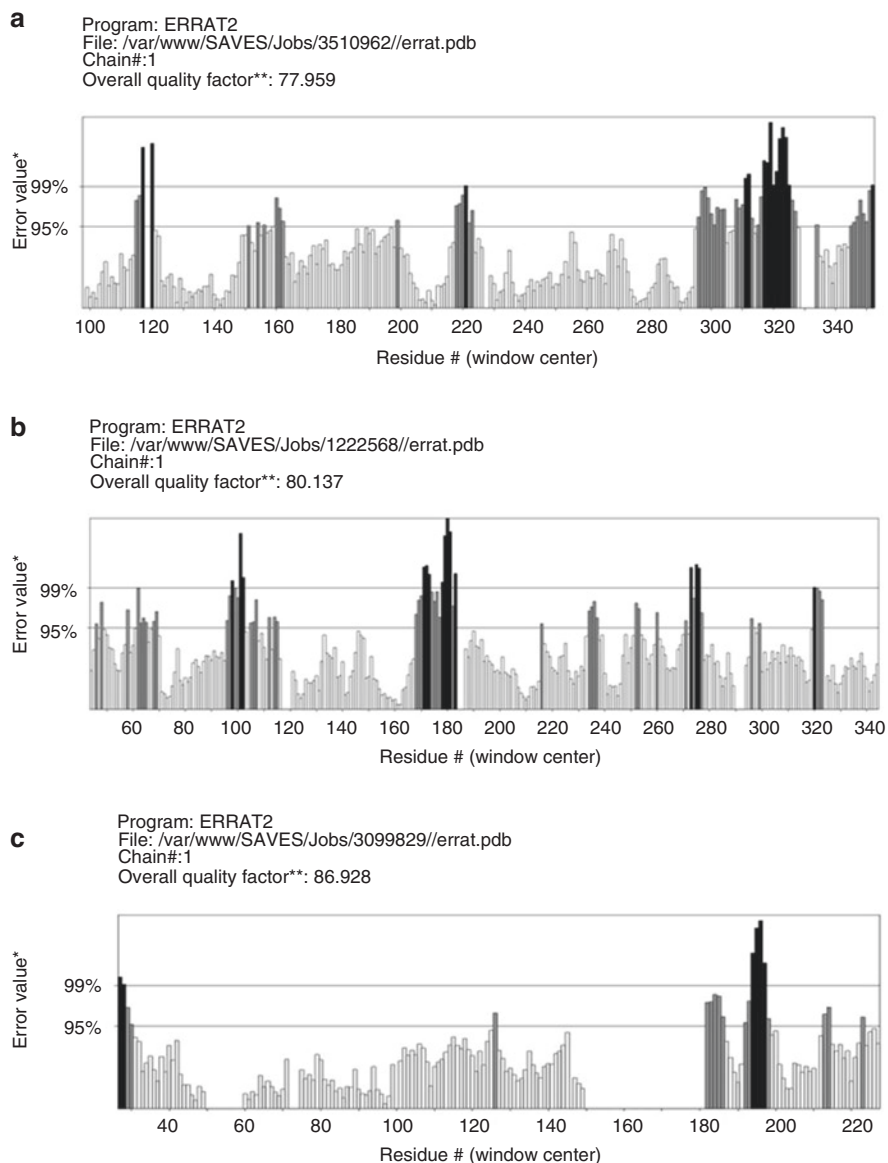 a
Program: ERRAT2
File: /var/www/SAVES/Jobs/3510962//errat.pdb
Chain#:1
Overall quality factor**: 77.959
Error value*
99%
95%
100 120 140 160 180 200 220 240 260 280 300 320 340
Residue # (window center)
b
Program: ERRAT2
File: /var/www/SAVES/Jobs/1222568//errat.pdb
Chain#:1
Overall quality factor**: 80.137
Error value*
99%
95%
60 80 100 120 140 160 180 200 220 240 260 280 300 320 340
Residue # (window center)
c
Program: ERRAT2
File: /var/www/SAVES/Jobs/3099829//errat.pdb
Chain#:1
Overall quality factor**: 86.928
Error value*
99%
95%
40 60 80 100 120 140 160 180 200 220
Residue # (window center)